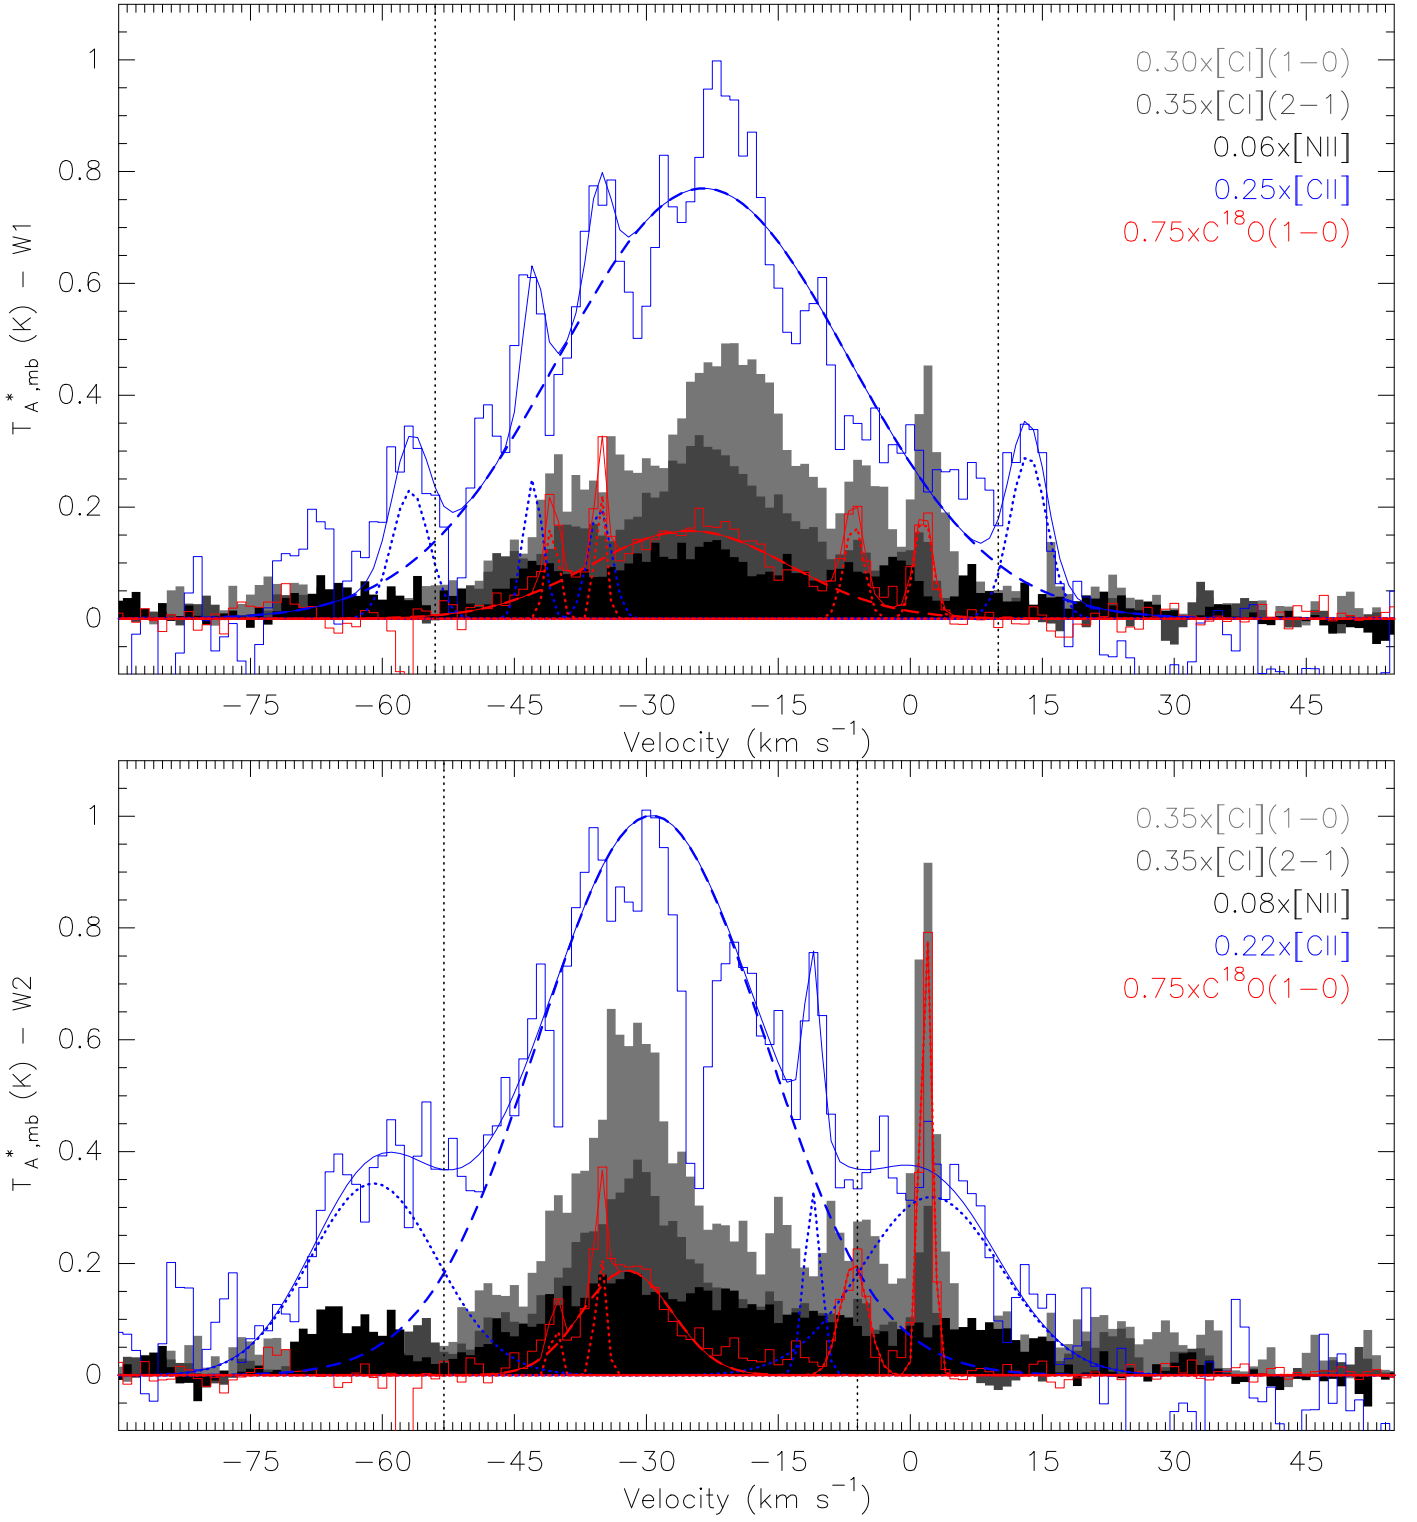 0.30x[CI](1−0)
0.35x[CI](2−1)
0.06x[NII]
0.25x[CII]
0.75xC¹⁸O(1−0)
T_A*,mb (K) − W1
1
0.8
0.6
0.4
0.2
0
−75 −60 −45 −30 −15 0 15 30 45
Velocity (km s⁻¹)
0.35x[CI](1−0)
0.35x[CI](2−1)
0.08x[NII]
0.22x[CII]
0.75xC¹⁸O(1−0)
T_A*,mb (K) − W2
1
0.8
0.6
0.4
0.2
0
−75 −60 −45 −30 −15 0 15 30 45
Velocity (km s⁻¹)